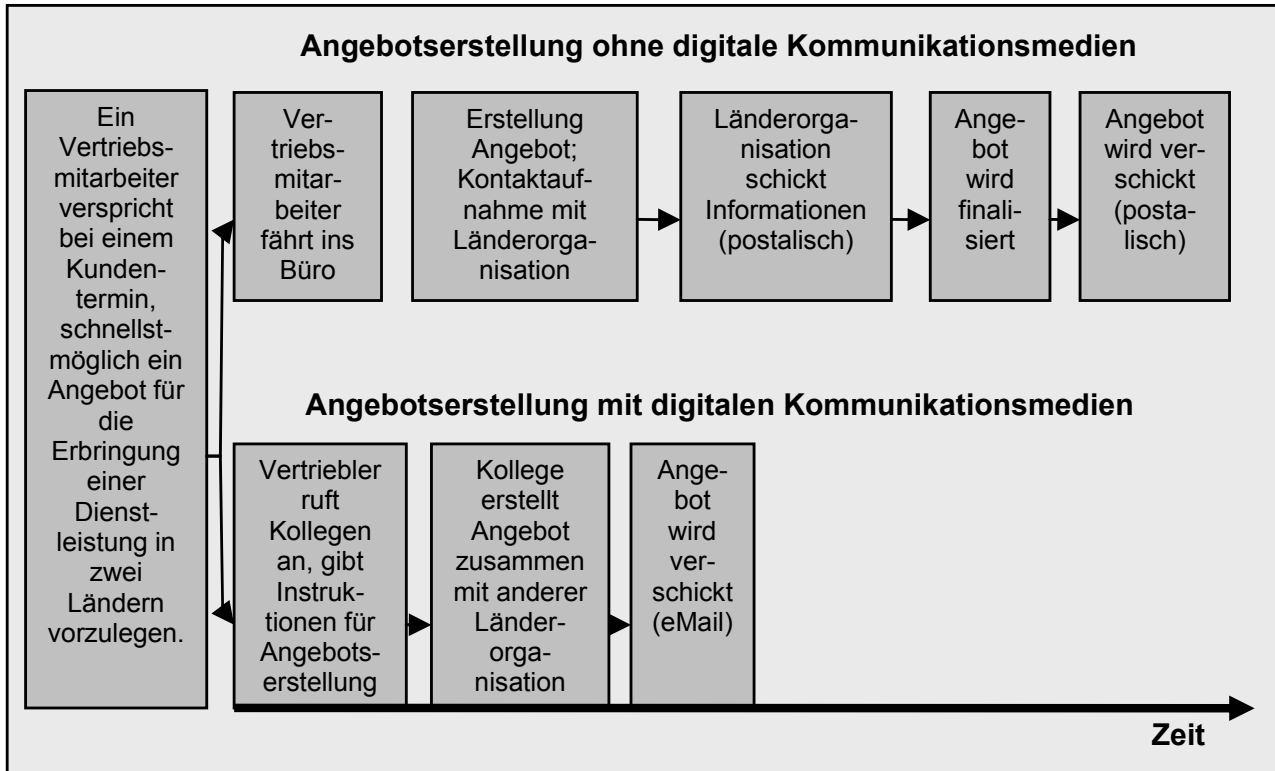 Angebotserstellung ohne digitale Kommunikationsmedien
Ein
Vertriebs-
mitarbeiter
verspricht
bei einem
Kunden-
termin,
schnellst-
möglich ein
Angebot für
die
Erbringung
einer
Dienst-
leistung in
zwei
Ländern
vorzulegen.
Ver-
triebs-
mitar-
beiter
fährt ins
Büro
Erstellung
Angebot;
Kontaktauf-
nahme mit
Länderorga-
nisation
Länderorga-
nisation
schickt
Informationen
(postalisch)
Ange-
bot
wird
finali-
siert
Angebot
wird ver-
schickt
(posta-
lisch)
Angebotserstellung mit digitalen Kommunikationsmedien
Vertriebler
ruft
Kollegen
an, gibt
Instruk-
tionen für
Angebots-
erstellung
Kollege
erstellt
Angebot
zusammen
mit anderer
Länder-
orga-
nisation
Ange-
bot
wird
ver-
schickt
(eMail)
Zeit